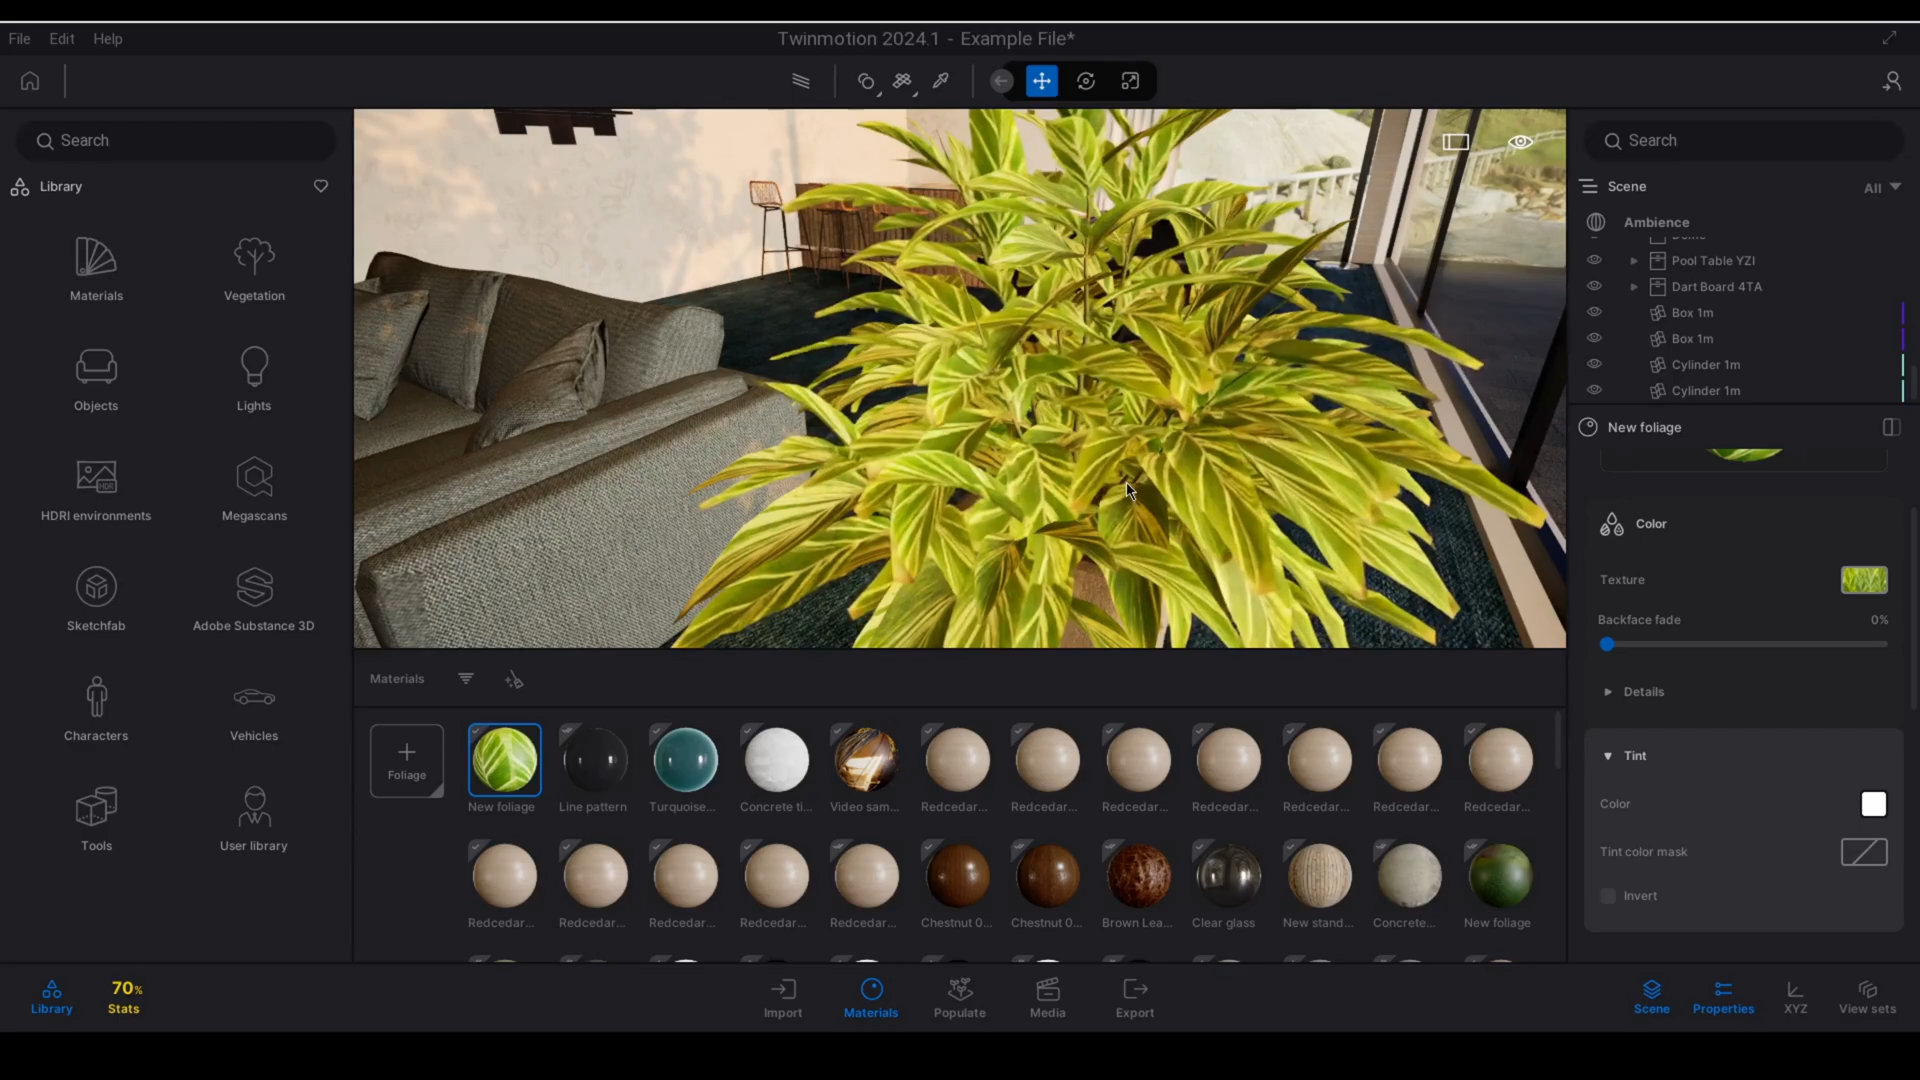 File Edit Help
Twinmotion 2024.1 - Example File*
Search
Library
Materials
Vegetation
Objects
Lights
HDRI environments
Megascans
Sketchfab
Adobe Substance 3D
Characters
Vehicles
Tools
User library
Materials
Foliage
New foliage Line pattern Turquoise... Concrete ti... Video sam... Redcedar... Redcedar... Redcedar... Redcedar... Redcedar... Redcedar... Redcedar...
Redcedar... Redcedar... Redcedar... Redcedar... Redcedar... Chestnut 0... Chestnut 0... Brown Lea... Clear glass New stand... Concrete... New foliage
Search
Scene
All
Ambience
Pool Table YZI
Dart Board 4TA
Box 1m
Box 1m
Cylinder 1m
Cylinder 1m
New foliage
Color
Texture
Backface fade 0%
Details
Tint
Color
Tint color mask
Invert
Library
70%
Stats
Import
Materials
Populate
Media
Export
Scene
Properties
XYZ
View sets